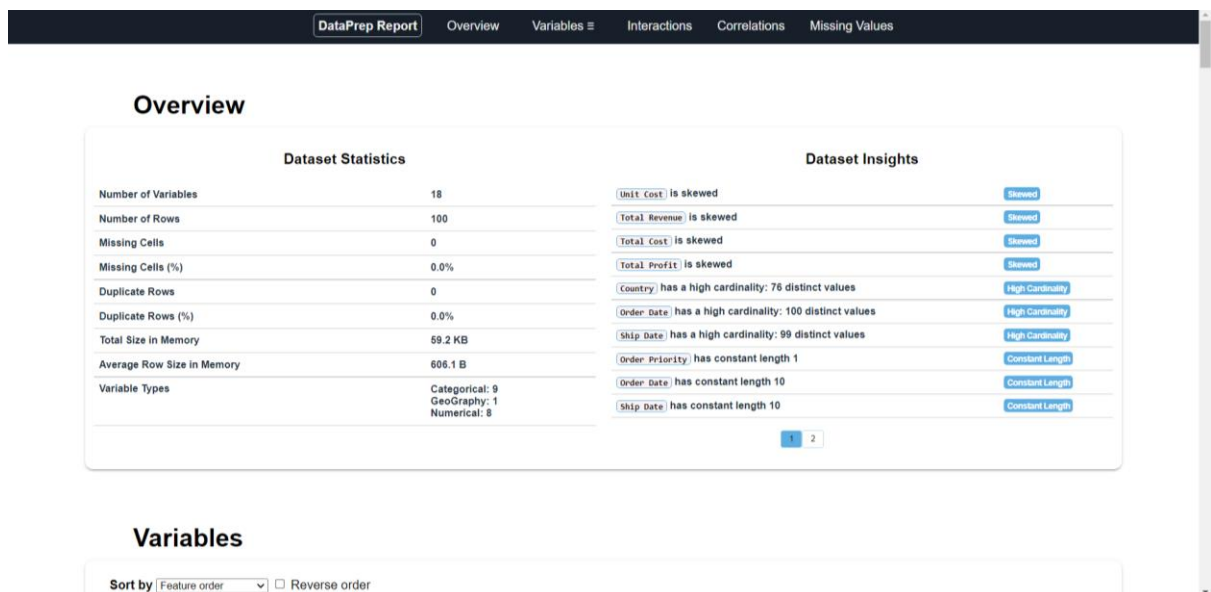 DataPrep Report Overview Variables ≡ Interactions Correlations Missing Values
Overview
Dataset Statistics
Number of Variables 18
Number of Rows 100
Missing Cells 0
Missing Cells (%) 0.0%
Duplicate Rows 0
Duplicate Rows (%) 0.0%
Total Size in Memory 59.2 KB
Average Row Size in Memory 606.1 B
Variable Types Categorical: 9
GeoGraphy: 1
Numerical: 8
Dataset Insights
Unit Cost is skewed Skewed
Total Revenue is skewed Skewed
Total Cost is skewed Skewed
Total Profit is skewed Skewed
Country has a high cardinality: 76 distinct values High Cardinality
Order Date has a high cardinality: 100 distinct values High Cardinality
Ship Date has a high cardinality: 99 distinct values High Cardinality
Order Priority has constant length 1 Constant Length
Order Date has constant length 10 Constant Length
Ship Date has constant length 10 Constant Length
1 2
Variables
Sort by Feature order Reverse order